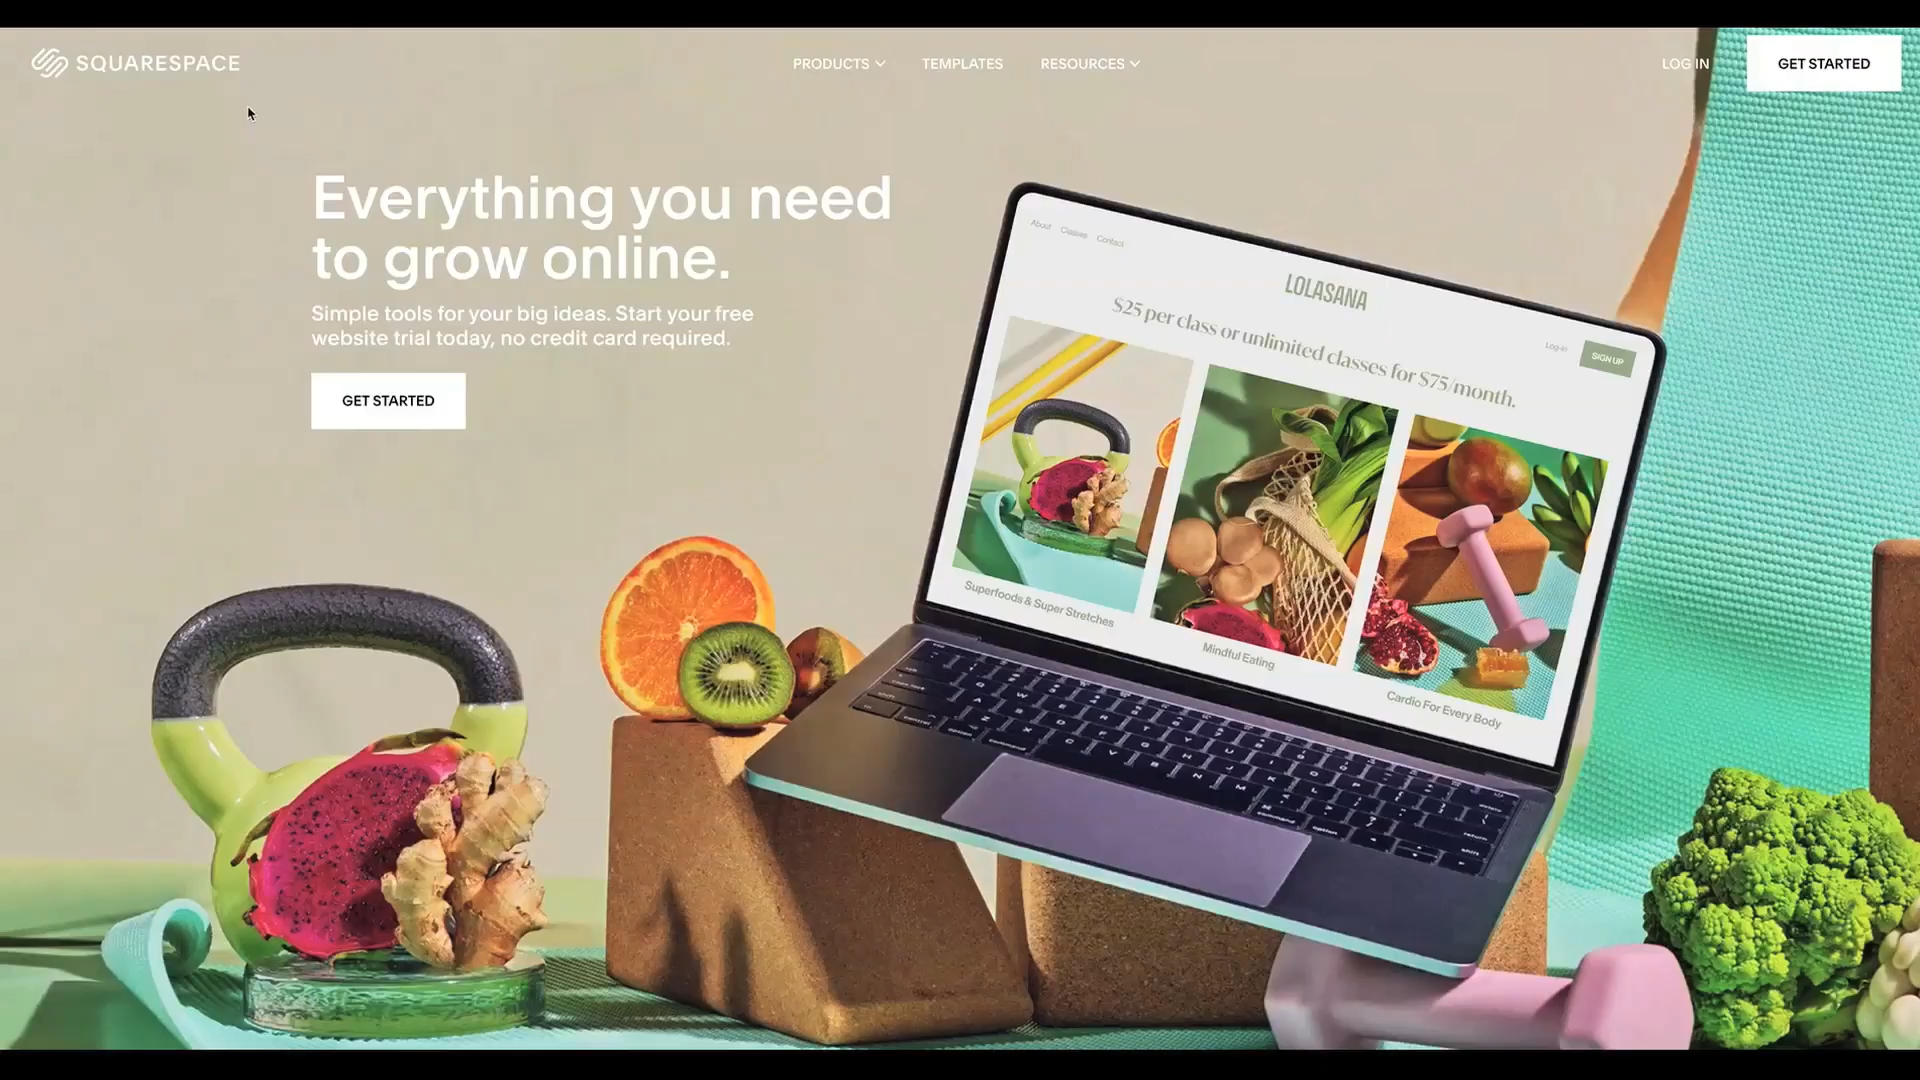 SQUARESPACE
PRODUCTS
TEMPLATES
RESOURCES
LOG IN
GET STARTED
Everything you need
to grow online.
Simple tools for your big ideas. Start your free
website trial today, no credit card required.
GET STARTED
About Classes Contact
LOLASANA
Log-in
SIGN UP
$25 per class or unlimited classes for $75/month.
Superfoods & Super Stretches
Mindful Eating
Cardio For Every Body